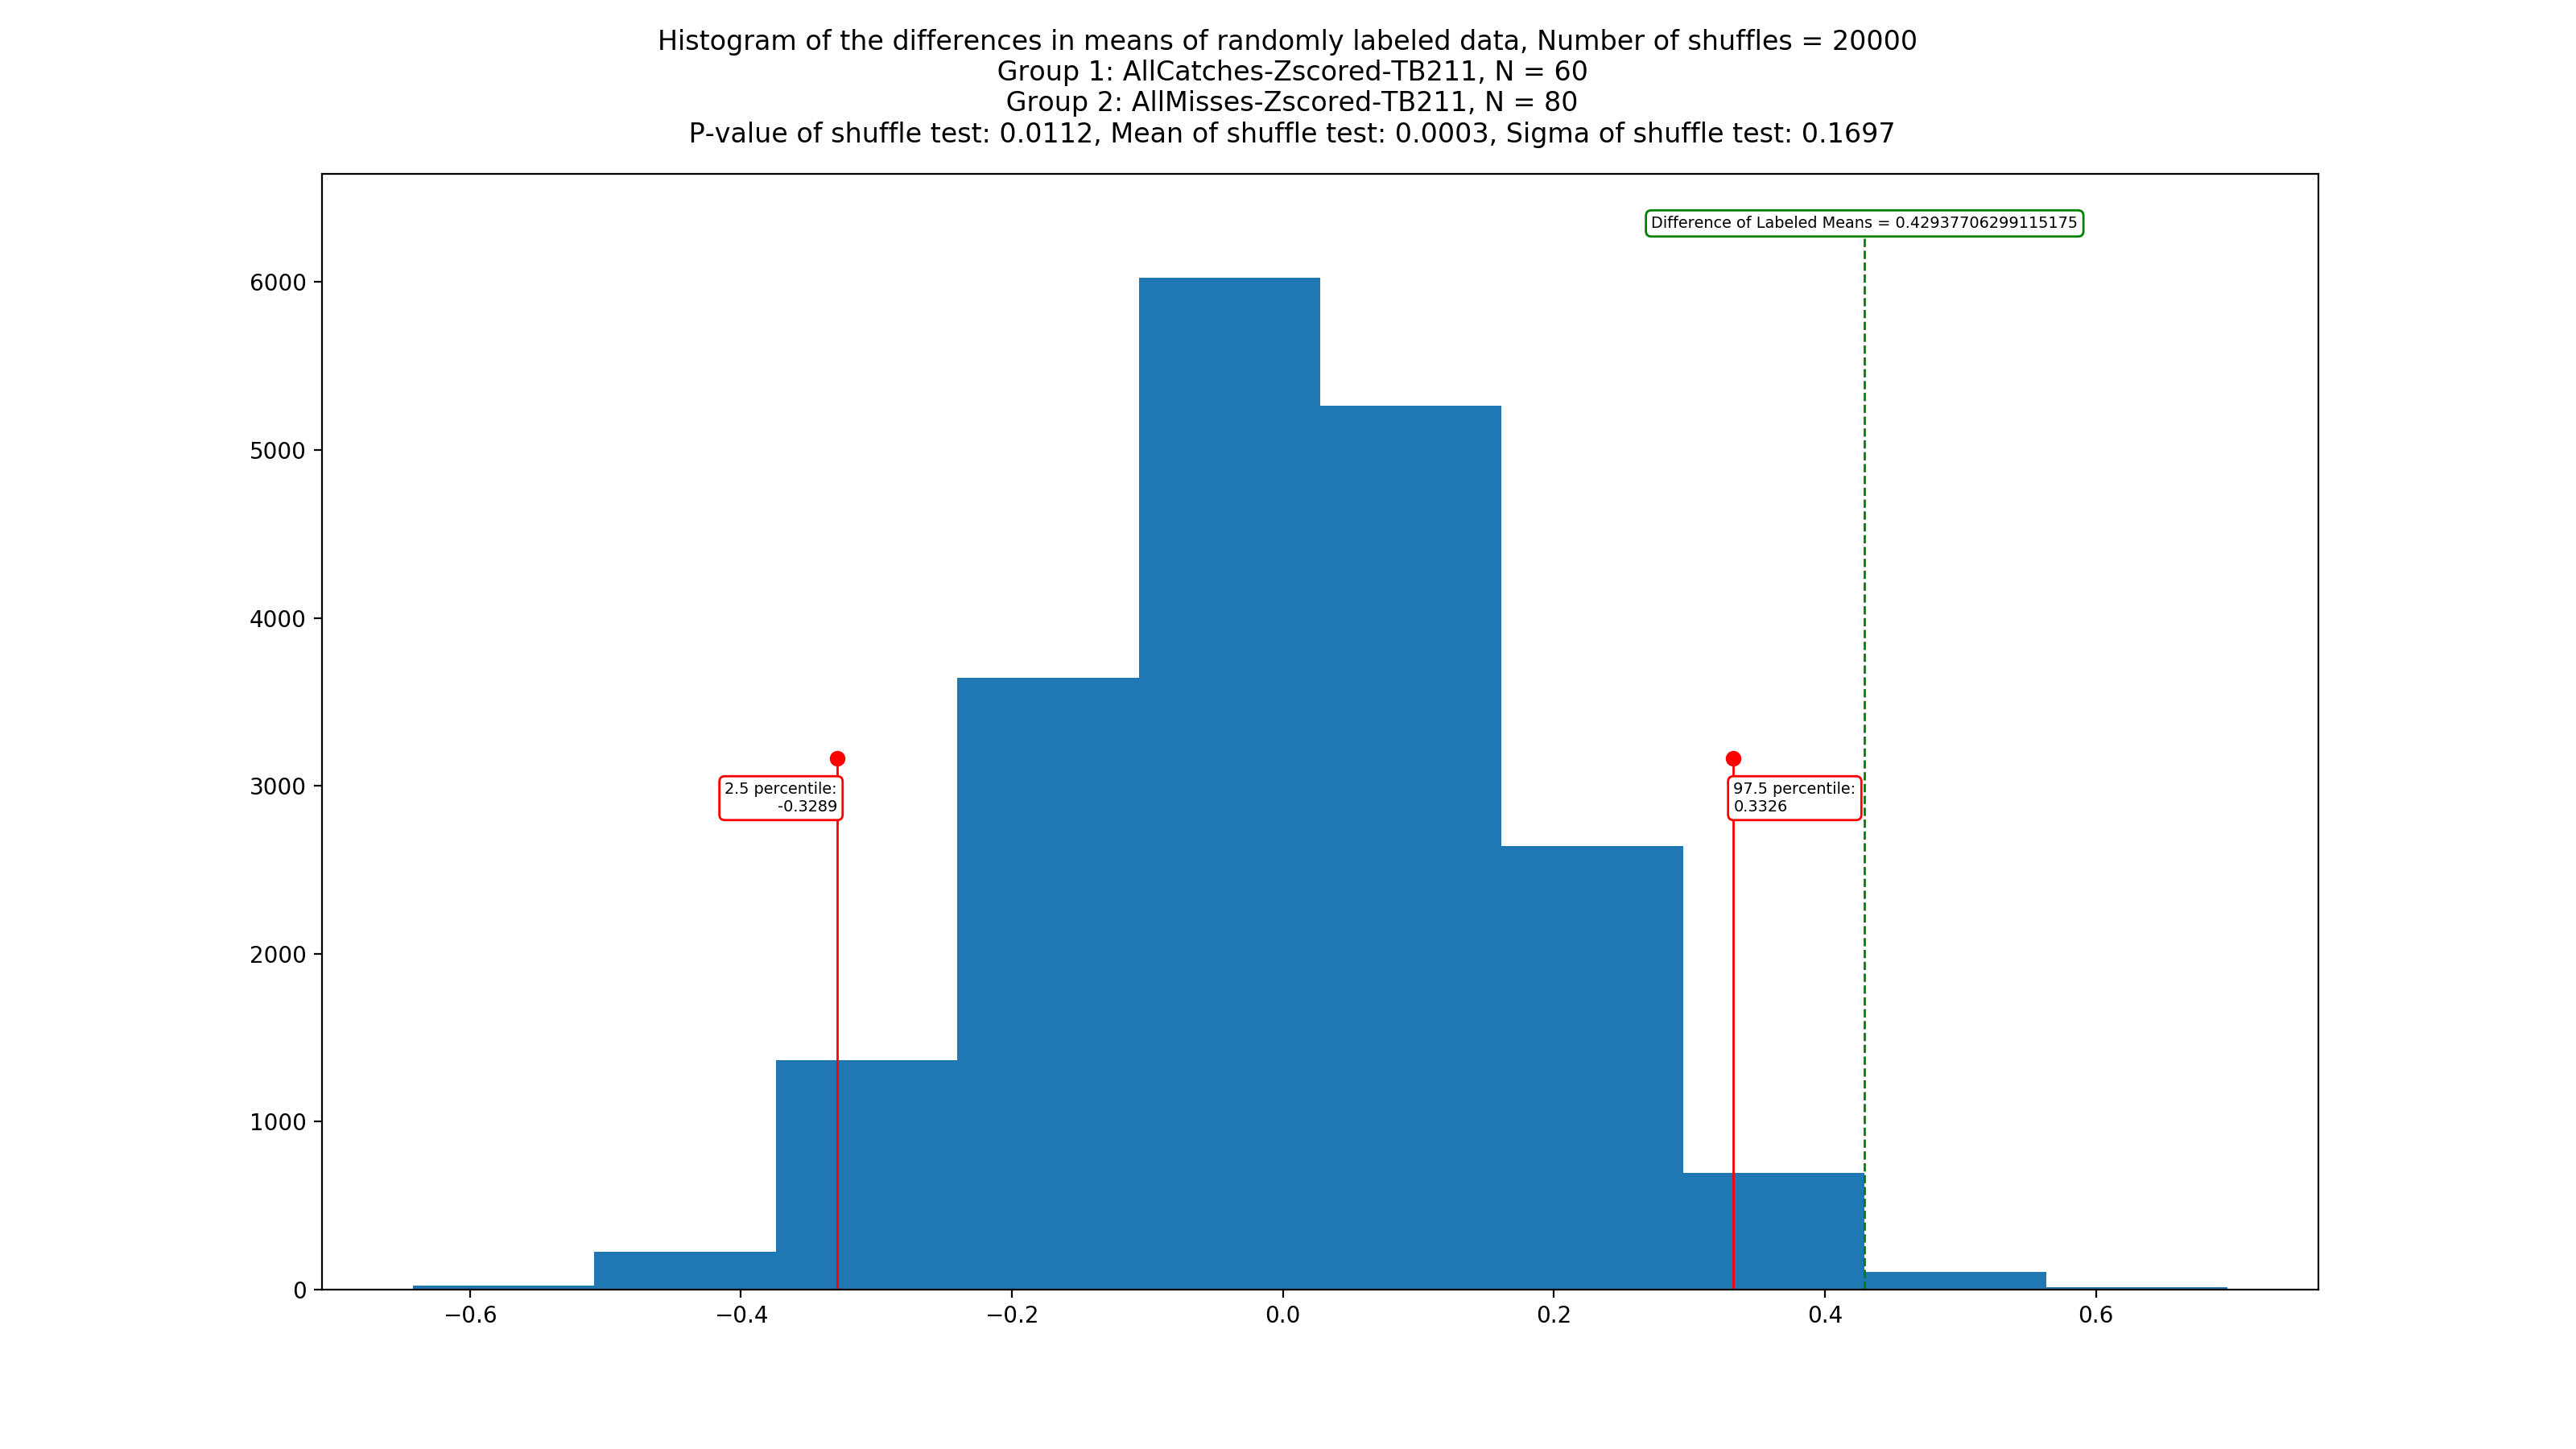 Histogram of the differences in means of randomly labeled data, Number of shuffles = 20000
Group 1: AllCatches-Zscored-TB211, N = 60
Group 2: AllMisses-Zscored-TB211, N = 80
P-value of shuffle test: 0.0112, Mean of shuffle test: 0.0003, Sigma of shuffle test: 0.1697
Difference of Labeled Means = 0.42937706299115175
6000
5000
4000
3000
2000
1000
0
2.5 percentile:
-0.3289
97.5 percentile:
0.3326
−0.6
−0.4
−0.2
0.0
0.2
0.4
0.6